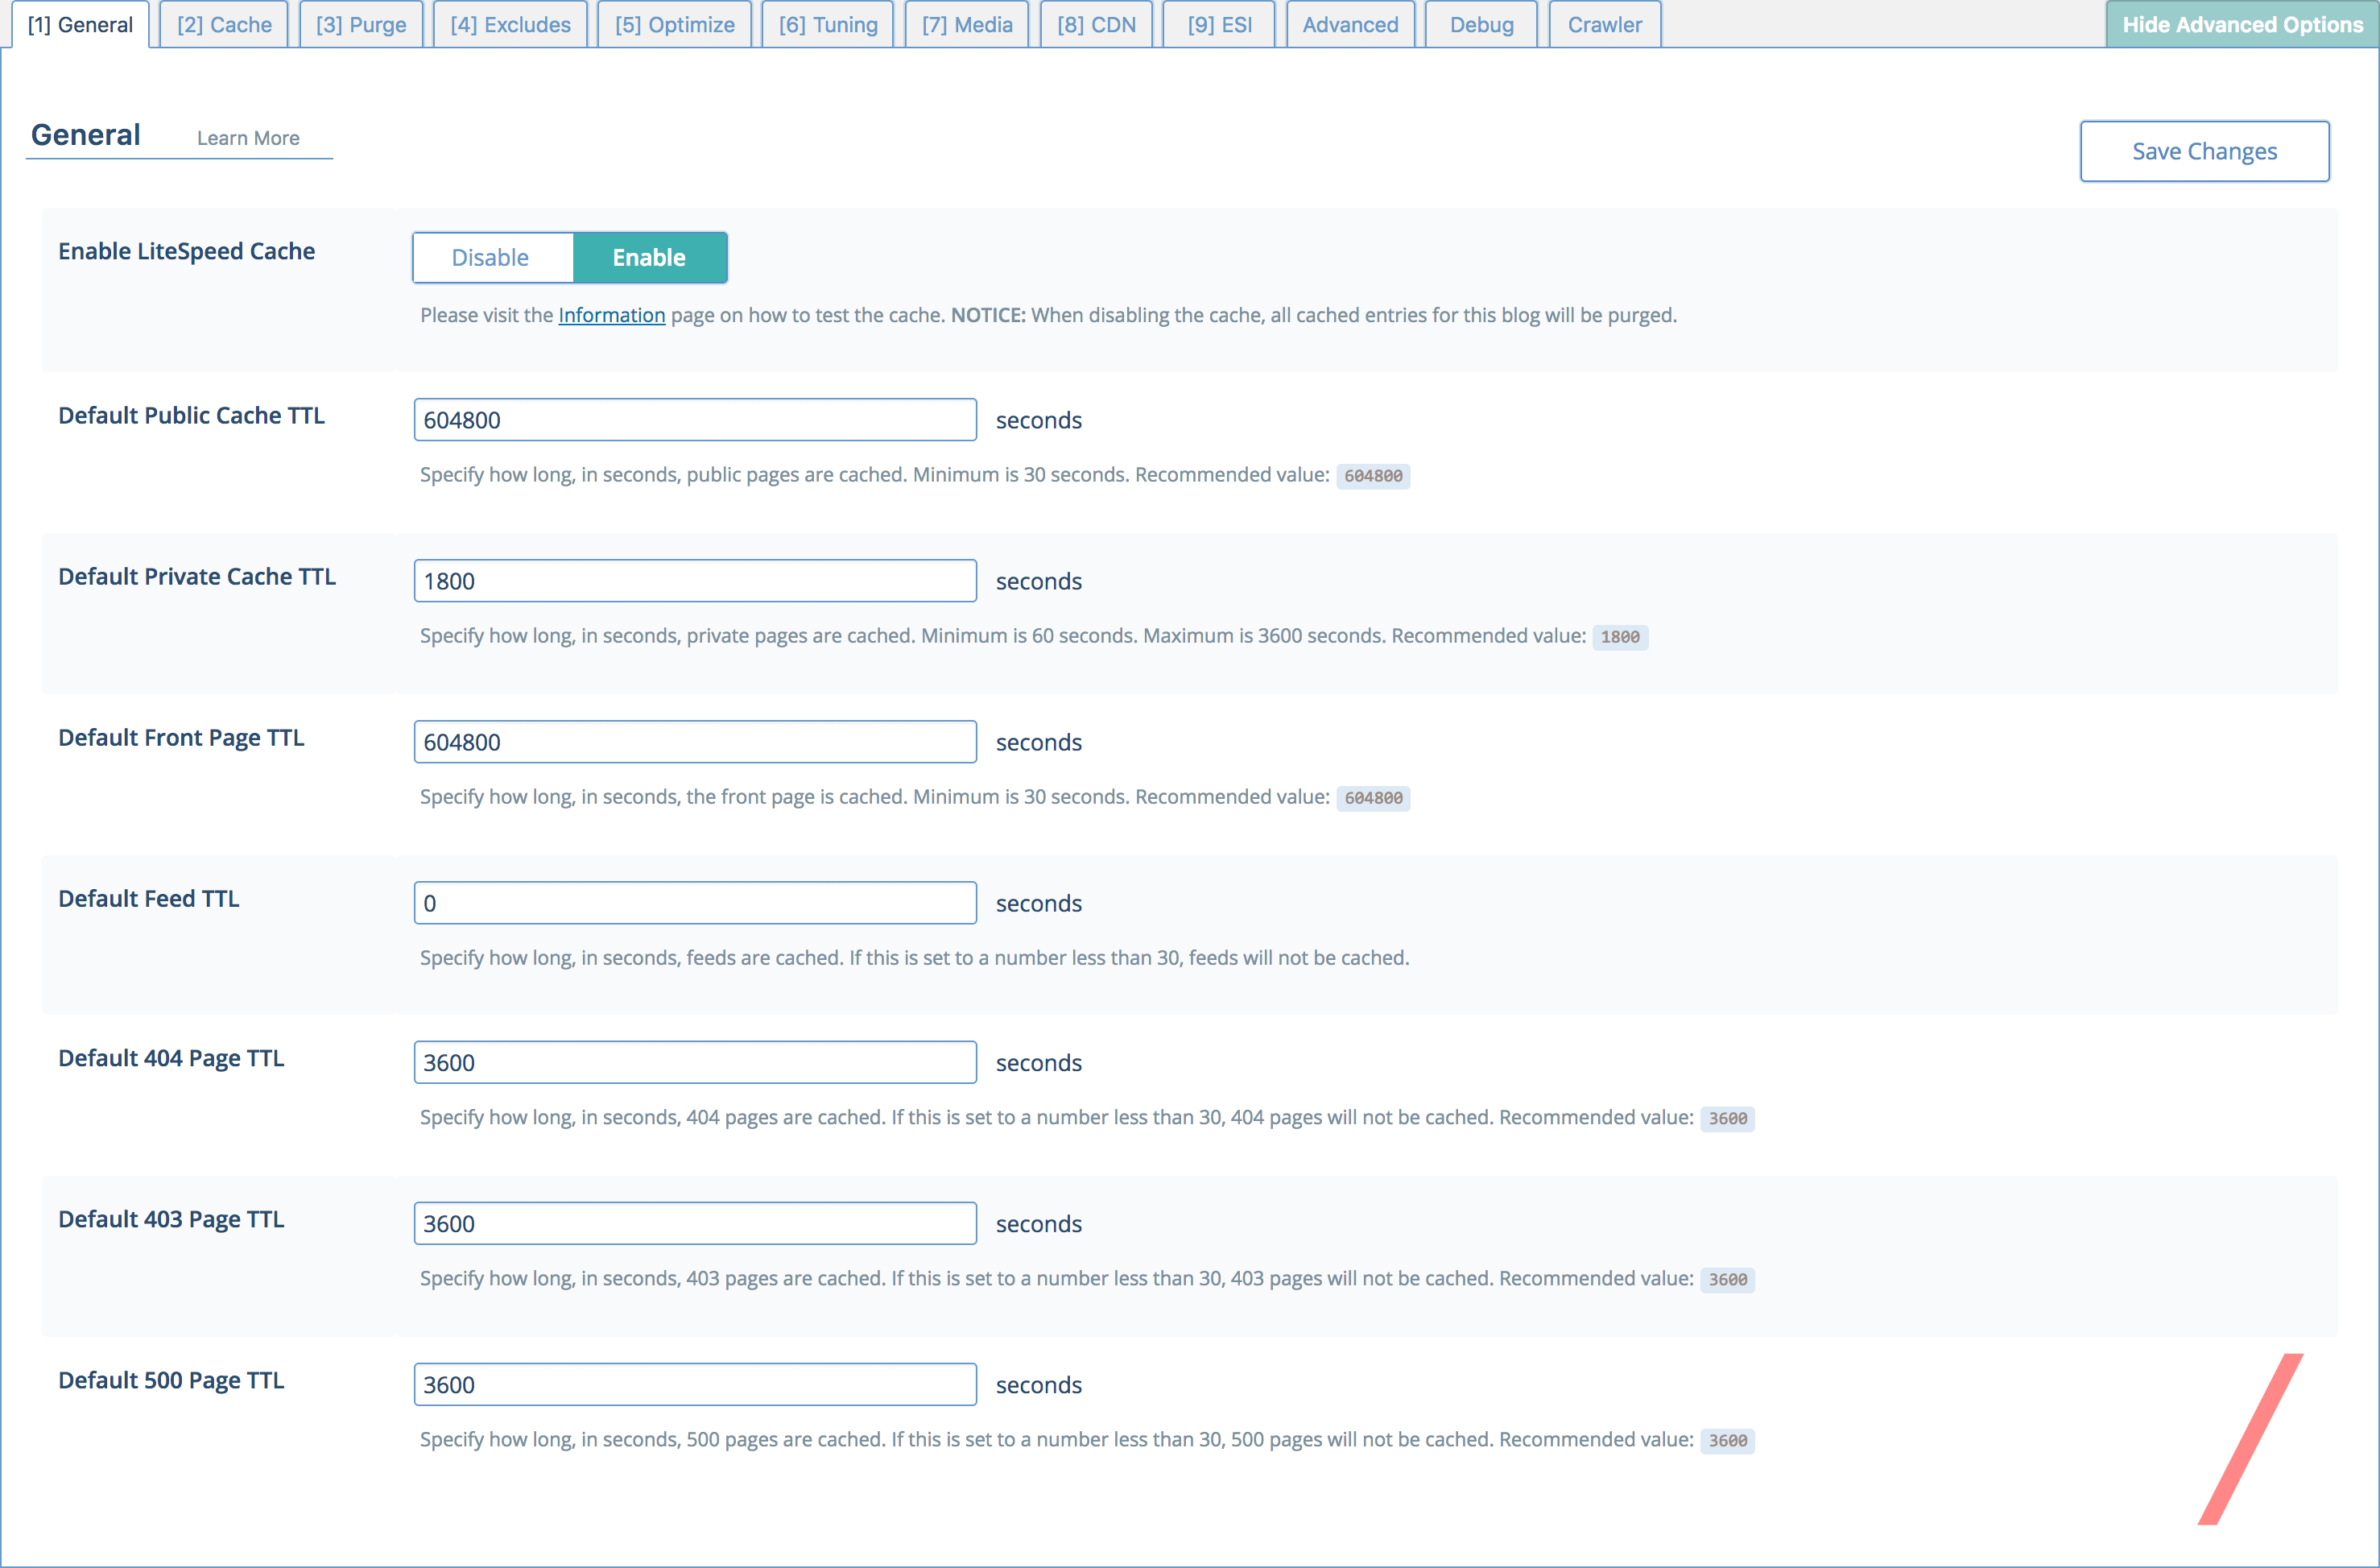 [1] General [2] Cache [3] Purge [4] Excludes [5] Optimize [6] Tuning [7] Media [8] CDN [9] ESI Advanced Debug Crawler Hide Advanced Options
General Learn More
Save Changes
Enable LiteSpeed Cache Disable Enable
Please visit the Information page on how to test the cache. NOTICE: When disabling the cache, all cached entries for this blog will be purged.
Default Public Cache TTL 604800 seconds
Specify how long, in seconds, public pages are cached. Minimum is 30 seconds. Recommended value: 604800
Default Private Cache TTL 1800 seconds
Specify how long, in seconds, private pages are cached. Minimum is 60 seconds. Maximum is 3600 seconds. Recommended value: 1800
Default Front Page TTL 604800 seconds
Specify how long, in seconds, the front page is cached. Minimum is 30 seconds. Recommended value: 604800
Default Feed TTL 0 seconds
Specify how long, in seconds, feeds are cached. If this is set to a number less than 30, feeds will not be cached.
Default 404 Page TTL 3600 seconds
Specify how long, in seconds, 404 pages are cached. If this is set to a number less than 30, 404 pages will not be cached. Recommended value: 3600
Default 403 Page TTL 3600 seconds
Specify how long, in seconds, 403 pages are cached. If this is set to a number less than 30, 403 pages will not be cached. Recommended value: 3600
Default 500 Page TTL 3600 seconds
Specify how long, in seconds, 500 pages are cached. If this is set to a number less than 30, 500 pages will not be cached. Recommended value: 3600